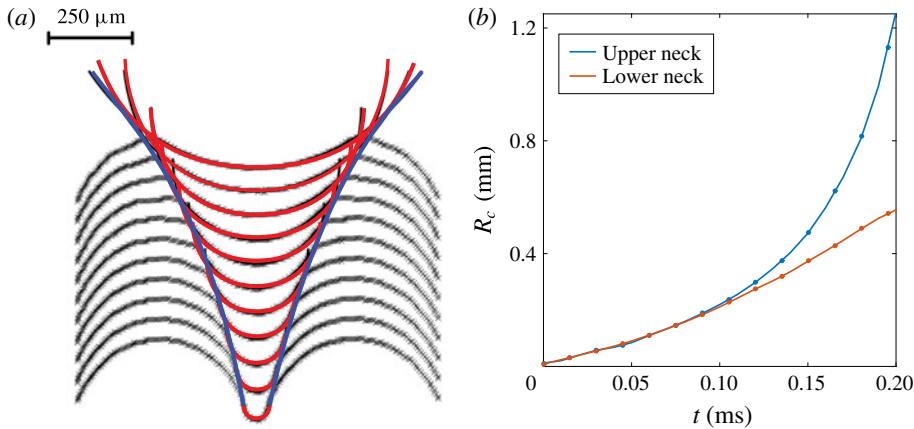 (a)
250 μm
(b)
1.2
0.8
0.4
R_c (mm)
Upper neck
Lower neck
0
0.05
0.10
0.15
0.20
t (ms)